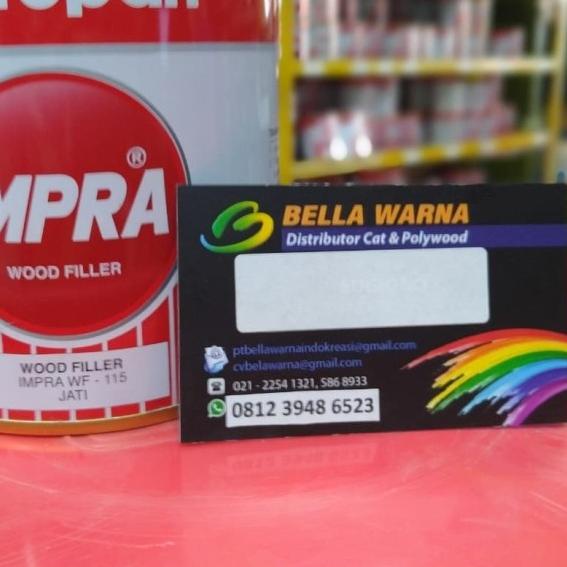 MPRA®
WOOD FILLER
WOOD FILLER
IMPRA WF - 115
JATI
BELLA WARNA
Distributor Cat & Polywood
ptbellawarnaindokreasi@gmail.com
cvbelawarna@gmail.com
021 - 2254 1321, 586 8933
0812 3948 6523